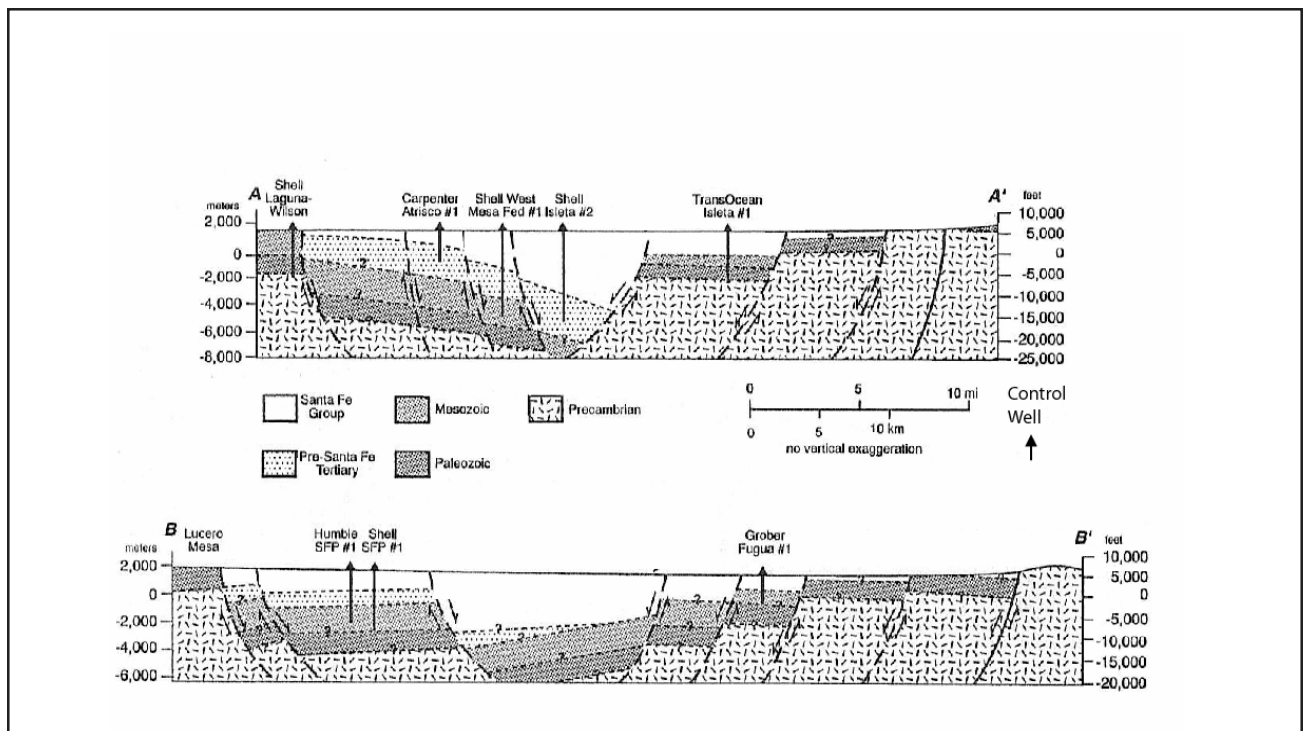 Shell Laguna-Wilson
Carpenter Atrisco #1
Shell West Mesa Fed #1
Shell Isleta #2
TransOcean Isleta #1
A
A'
meters
feet
2,000
0
-2,000
-4,000
-6,000
-8,000
10,000
5,000
0
-5,000
-10,000
-15,000
-20,000
-25,000
?
?
?
?
Santa Fe Group
Mesozoic
Precambrian
Pre-Santa Fe Tertiary
Paleozoic
0 5 10 mi
0 5 10 km
no vertical exaggeration
Control
Well
B
Lucero Mesa
Humble SFP #1
Shell SFP #1
Grober Fugua #1
B'
meters
feet
2,000
0
-2,000
-4,000
-6,000
10,000
5,000
0
-5,000
-10,000
-15,000
-20,000